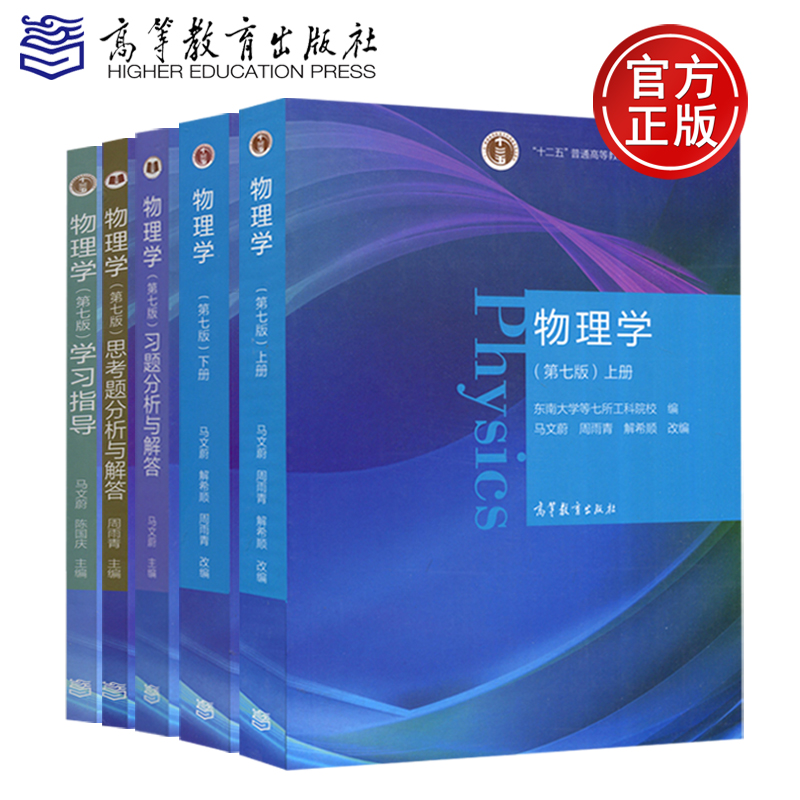 高等教育出版社
HIGHER EDUCATION PRESS
官方
正版
物理学（第七版）学习指导 马文蔚 陈国庆 主编
物理学（第七版）思考题分析与解答 周雨青 主编
物理学（第七版）习题分析与解答 马文蔚 主编
物理学（第七版）下册 马文蔚 解希顺 周雨青 改编
物理学（第七版）上册 马文蔚 周雨青 解希顺 改编
十二五
"十二五"普通高等教
Physics
物理学
（第七版）上册
东南大学等七所工科院校 编
马文蔚 周雨青 解希顺 改编
高等教育出版社